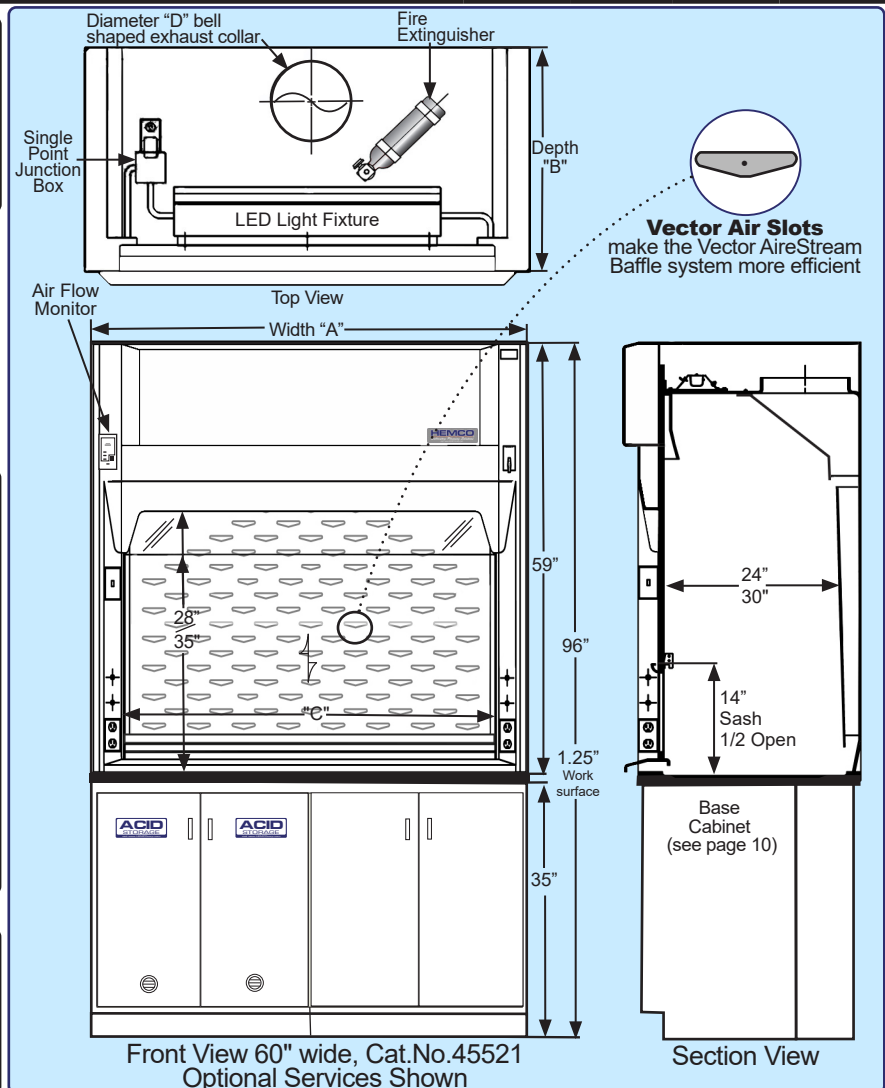 Diameter “D” bell
shaped exhaust collar
Fire
Extinguisher
Single
Point
Junction
Box
Depth
"B"
LED Light Fixture
Vector Air Slots
make the Vector AireStream
Baffle system more efficient
Top View
Air Flow
Monitor
Width “A”
HEMCO
59”
24”
30"
28”
35"
96”
14”
Sash
1/2 Open
"C"
1.25”
Work
surface
ACID
STORAGE
ACID
STORAGE
Base
Cabinet
(see page 10)
35”
Front View 60" wide, Cat.No.45521
Optional Services Shown
Section View